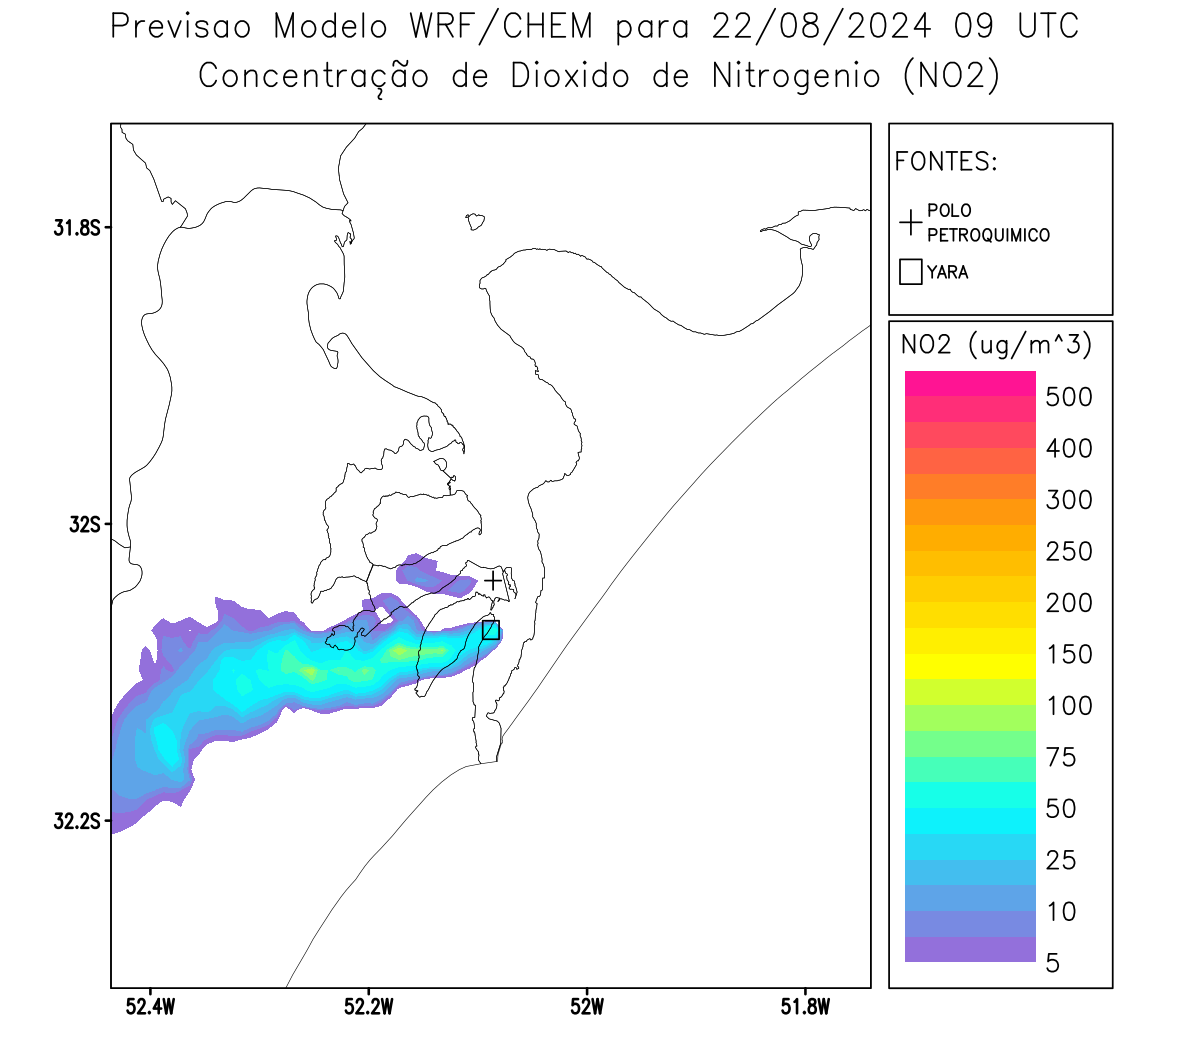 Previsao Modelo WRF/CHEM para 22/08/2024 09 UTC
Concentração de Dioxido de Nitrogenio (NO2)
FONTES:
POLO
PETROQUIMICO
YARA
NO2 (ug/m^3)
500
400
300
250
200
150
100
75
50
25
10
5
31.8S
32S
32.2S
52.4W
52.2W
52W
51.8W